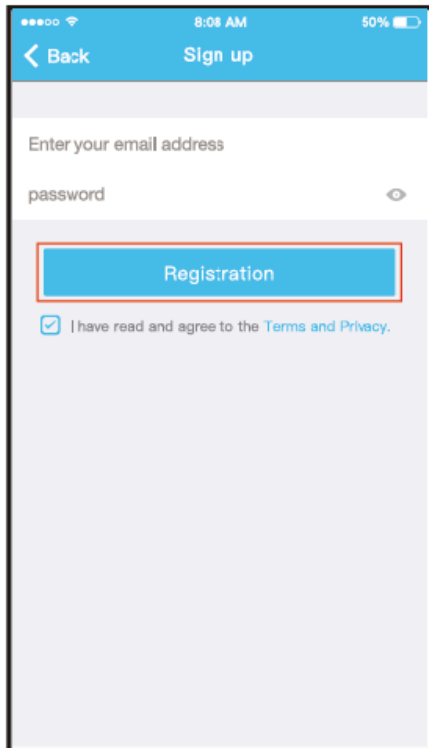 8:08 AM 50%
Back Sign up
Enter your email address
password
Registration
I have read and agree to the Terms and Privacy.